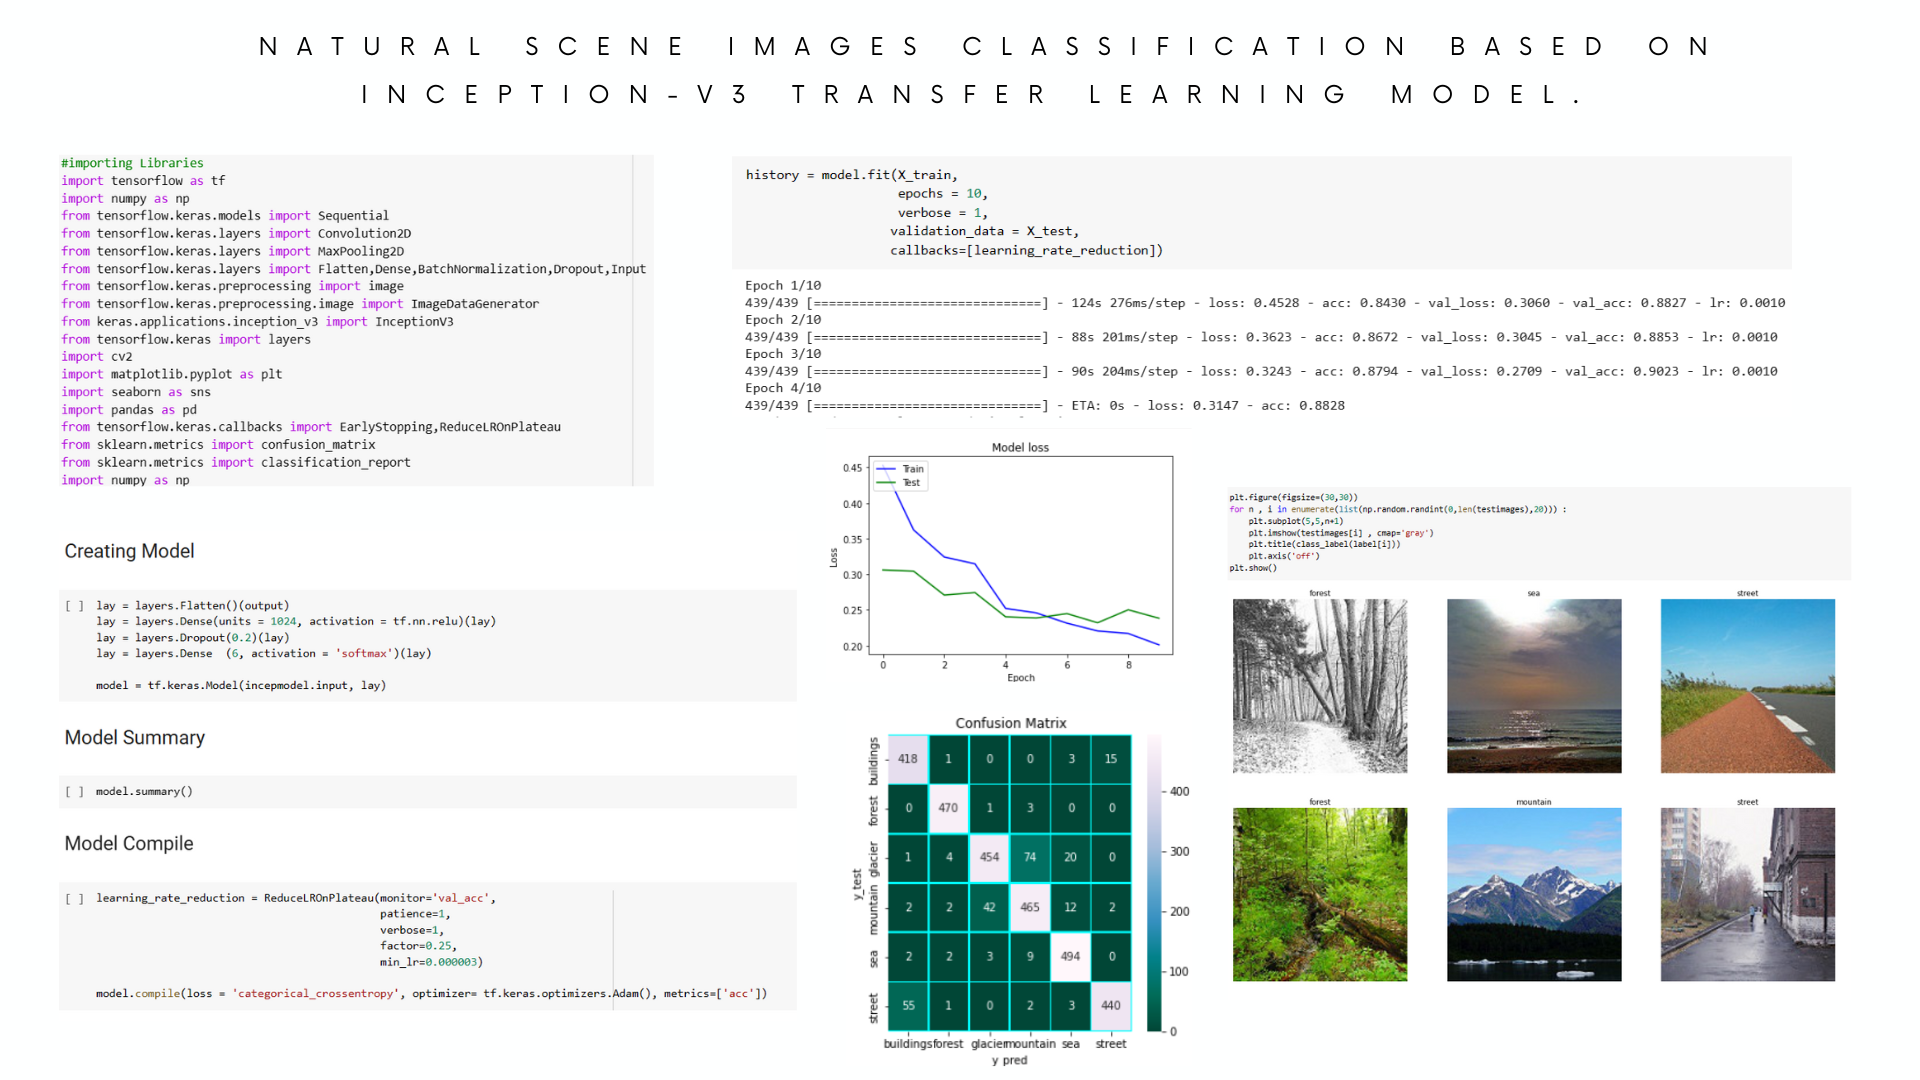 NATURAL SCENE IMAGES CLASSIFICATION BASED ON
INCEPTION-V3 TRANSFER LEARNING MODEL.
#importing Libraries
import tensorflow as tf
import numpy as np
from tensorflow.keras.models import Sequential
from tensorflow.keras.layers import Convolution2D
from tensorflow.keras.layers import MaxPooling2D
from tensorflow.keras.layers import Flatten,Dense,BatchNormalization,Dropout,Input
from tensorflow.keras.preprocessing import image
from tensorflow.keras.preprocessing.image import ImageDataGenerator
from keras.applications.inception_v3 import InceptionV3
from tensorflow.keras import layers
import cv2
import matplotlib.pyplot as plt
import seaborn as sns
import pandas as pd
from tensorflow.keras.callbacks import EarlyStopping,ReduceLROnPlateau
from sklearn.metrics import confusion_matrix
from sklearn.metrics import classification_report
import numpy as np
Creating Model
[ ] lay = layers.Flatten()(output)
lay = layers.Dense(units = 1024, activation = tf.nn.relu)(lay)
lay = layers.Dropout(0.2)(lay)
lay = layers.Dense  (6, activation = 'softmax')(lay)
model = tf.keras.Model(incepmodel.input, lay)
Model Summary
[ ] model.summary()
Model Compile
[ ] learning_rate_reduction = ReduceLROnPlateau(monitor='val_acc',
patience=1,
verbose=1,
factor=0.25,
min_lr=0.000003)
model.compile(loss = 'categorical_crossentropy', optimizer= tf.keras.optimizers.Adam(), metrics=['acc'])
history = model.fit(X_train,
epochs = 10,
verbose = 1,
validation_data = X_test,
callbacks=[learning_rate_reduction])
Epoch 1/10
439/439 [==============================] - 124s 276ms/step - loss: 0.4528 - acc: 0.8430 - val_loss: 0.3060 - val_acc: 0.8827 - lr: 0.0010
Epoch 2/10
439/439 [==============================] - 88s 201ms/step - loss: 0.3623 - acc: 0.8672 - val_loss: 0.3045 - val_acc: 0.8853 - lr: 0.0010
Epoch 3/10
439/439 [==============================] - 90s 204ms/step - loss: 0.3243 - acc: 0.8794 - val_loss: 0.2709 - val_acc: 0.9023 - lr: 0.0010
Epoch 4/10
439/439 [==============================] - ETA: 0s - loss: 0.3147 - acc: 0.8828
Model loss
Train
Test
0.45
0.40
0.35
0.30
0.25
0.20
Loss
0 2 4 6 8
Epoch
Confusion Matrix
buildings 418 1 0 0 3 15
forest 0 470 1 3 0 0
glacier 1 4 454 74 20 0
mountain 2 2 42 465 12 2
sea 2 2 3 9 494 0
street 55 1 0 2 3 440
y_test
buildings forest glacier mountain sea street
y pred
400
300
200
100
0
plt.figure(figsize=(30,30))
for n , i in enumerate(list(np.random.randint(0,len(testimages),20))) :
plt.subplot(5,5,n+1)
plt.imshow(testimages[i] , cmap='gray')
plt.title(class_label(label[i]))
plt.axis('off')
plt.show()
forest sea street
forest mountain street